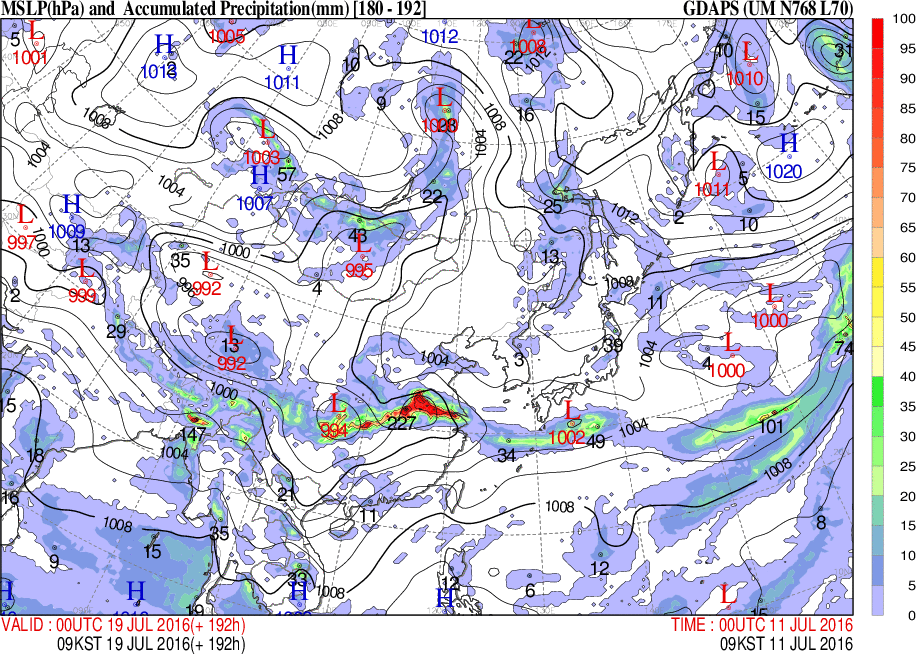 MSLP(hPa) and Accumulated Precipitation(mm) [180 - 192] GDAPS (UM N768 L70)
L 1005
H 1012
L 1008
22
10
L 1010
31
5
L 1001
H
H 1011
10
9
16
15
100
95
90
85
80
75
70
65
60
55
50
45
40
35
30
25
20
15
10
5
0
1008
1008
L
1004
L 1003
57
H 1007
1004
1004
22
25
1012
L 1011
5
H 1020
2
10
L 997
H 1009
13
1000
1000
35
L 992
43
L 995
4
13
1008
11
L 999
2
29
L 992
13
1004
3
39
1004
L 1000
4
L 1000
74
1000
L 994
227
147
1004
L 1002
49
34
1004
101
1008
15
18
16
21
11
35
1008
15
9
1008
8
33
1008
12
6
12
H
H
H
H
L
19
15
VALID : 00UTC 19 JUL 2016(+ 192h) TIME : 00UTC 11 JUL 2016
09KST 19 JUL 2016(+ 192h) 09KST 11 JUL 2016